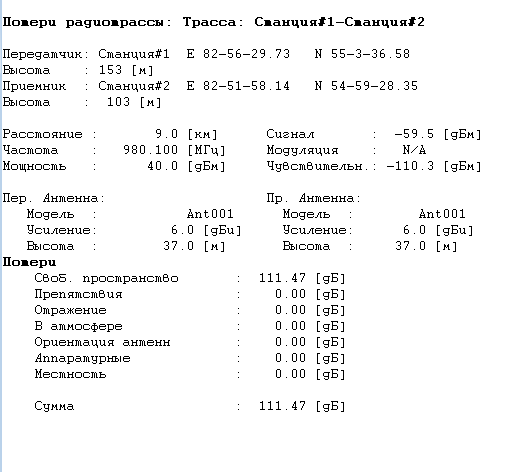 Потери радиотрассы: Трасса: Станция#1-Станция#2
Передатчик: Станция#1 E 82-56-29.73 N 55-3-36.58
Высота : 153 [м]
Приемник : Станция#2 E 82-51-58.14 N 54-59-28.35
Высота : 103 [м]
Расстояние : 9.0 [км] Сигнал : -59.5 [дБм]
Частота : 980.100 [МГц] Модуляция : N/A
Мощность : 40.0 [дБм] Чувствительн.: -110.3 [дБм]
Пер. Антенна: Пр. Антенна:
Модель : Ant001 Модель : Ant001
Усиление: 6.0 [дБи] Усиление: 6.0 [дБи]
Высота : 37.0 [м] Высота : 37.0 [м]
Потери
Своб. пространство : 111.47 [дБ]
Препятствия : 0.00 [дБ]
Отражение : 0.00 [дБ]
В атмосфере : 0.00 [дБ]
Ориентация антенн : 0.00 [дБ]
Аппаратурные : 0.00 [дБ]
Местность : 0.00 [дБ]
Сумма : 111.47 [дБ]